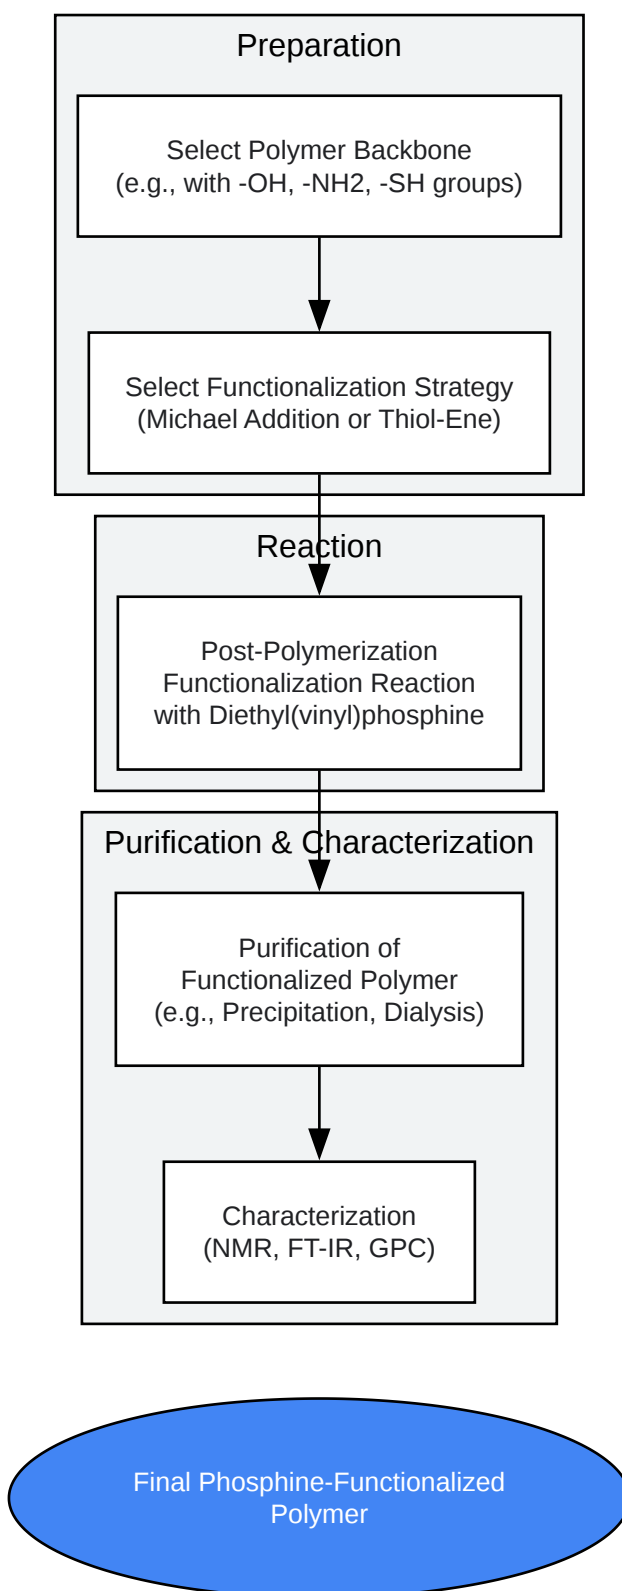 Preparation
Select Polymer Backbone
(e.g., with -OH, -NH2, -SH groups)
Select Functionalization Strategy
(Michael Addition or Thiol-Ene)
Reaction
Post-Polymerization
Functionalization Reaction
with Diethyl(vinyl)phosphine
Purification & Characterization
Purification of
Functionalized Polymer
(e.g., Precipitation, Dialysis)
Characterization
(NMR, FT-IR, GPC)
Final Phosphine-Functionalized
Polymer